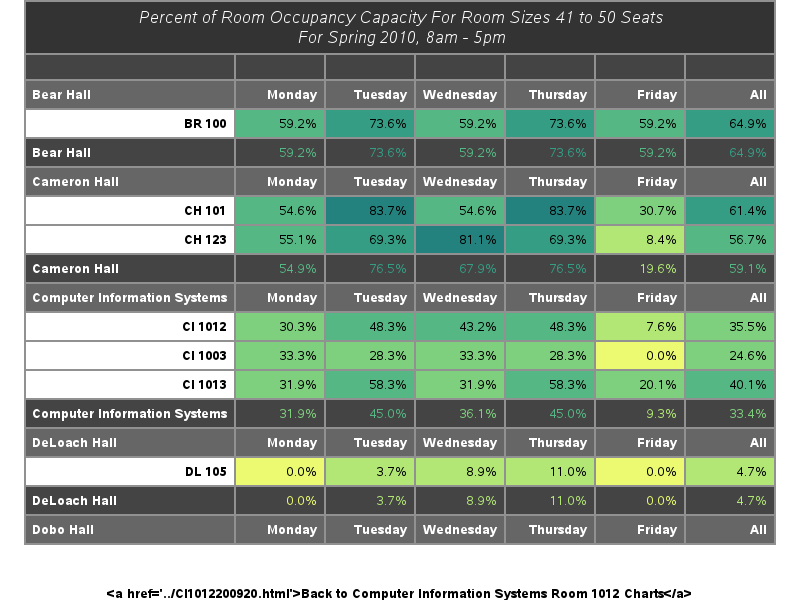 Percent of Room Occupancy Capacity For Room Sizes 41 to 50 Seats
For Spring 2010, 8am - 5pm
Bear Hall Monday Tuesday Wednesday Thursday Friday All
BR 100 59.2% 73.6% 59.2% 73.6% 59.2% 64.9%
Bear Hall 59.2% 73.6% 59.2% 73.6% 59.2% 64.9%
Cameron Hall Monday Tuesday Wednesday Thursday Friday All
CH 101 54.6% 83.7% 54.6% 83.7% 30.7% 61.4%
CH 123 55.1% 69.3% 81.1% 69.3% 8.4% 56.7%
Cameron Hall 54.9% 76.5% 67.9% 76.5% 19.6% 59.1%
Computer Information Systems Monday Tuesday Wednesday Thursday Friday All
CI 1012 30.3% 48.3% 43.2% 48.3% 7.6% 35.5%
CI 1003 33.3% 28.3% 33.3% 28.3% 0.0% 24.6%
CI 1013 31.9% 58.3% 31.9% 58.3% 20.1% 40.1%
Computer Information Systems 31.9% 45.0% 36.1% 45.0% 9.3% 33.4%
DeLoach Hall Monday Tuesday Wednesday Thursday Friday All
DL 105 0.0% 3.7% 8.9% 11.0% 0.0% 4.7%
DeLoach Hall 0.0% 3.7% 8.9% 11.0% 0.0% 4.7%
Dobo Hall Monday Tuesday Wednesday Thursday Friday All
&lt;a href='../CI1012200920.html'&gt;Back to Computer Information Systems Room 1012 Charts&lt;/a&gt;